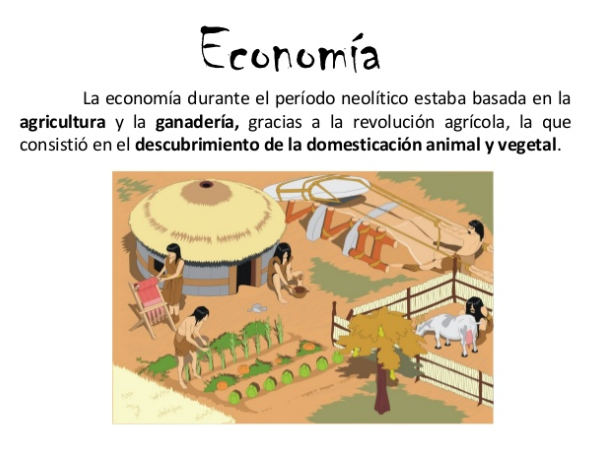 Economía
La economía durante el período neolítico estaba basada en la
agricultura y la ganadería, gracias a la revolución agrícola, la que
consistió en el descubrimiento de la domesticación animal y vegetal.